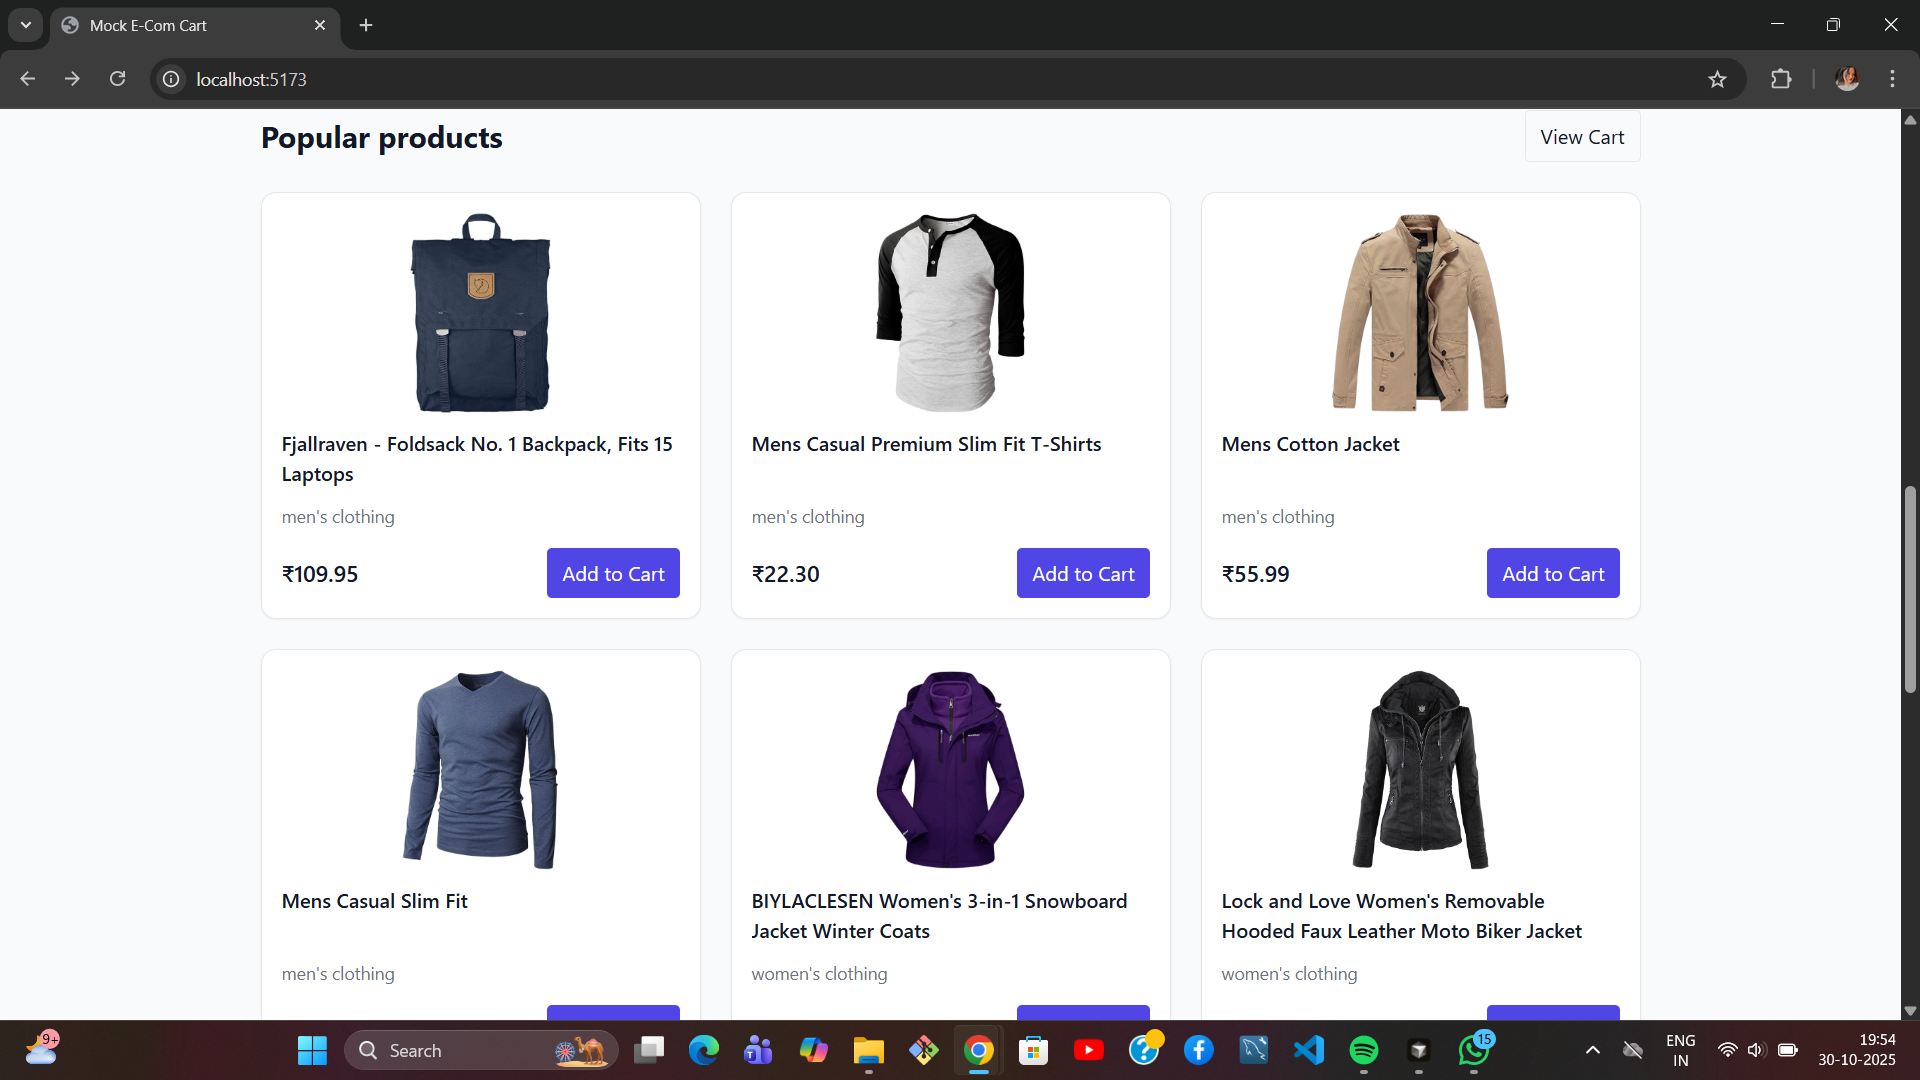 Mock E-Com Cart
localhost:5173
Popular products
View Cart
Fjallraven - Foldsack No. 1 Backpack, Fits 15
Laptops
men's clothing
₹109.95
Add to Cart
Mens Casual Premium Slim Fit T-Shirts
men's clothing
₹22.30
Add to Cart
Mens Cotton Jacket
men's clothing
₹55.99
Add to Cart
Mens Casual Slim Fit
men's clothing
BIYLACLESEN Women's 3-in-1 Snowboard
Jacket Winter Coats
women's clothing
Lock and Love Women's Removable
Hooded Faux Leather Moto Biker Jacket
women's clothing
9+
Search
15
ENG
IN
19:54
30-10-2025